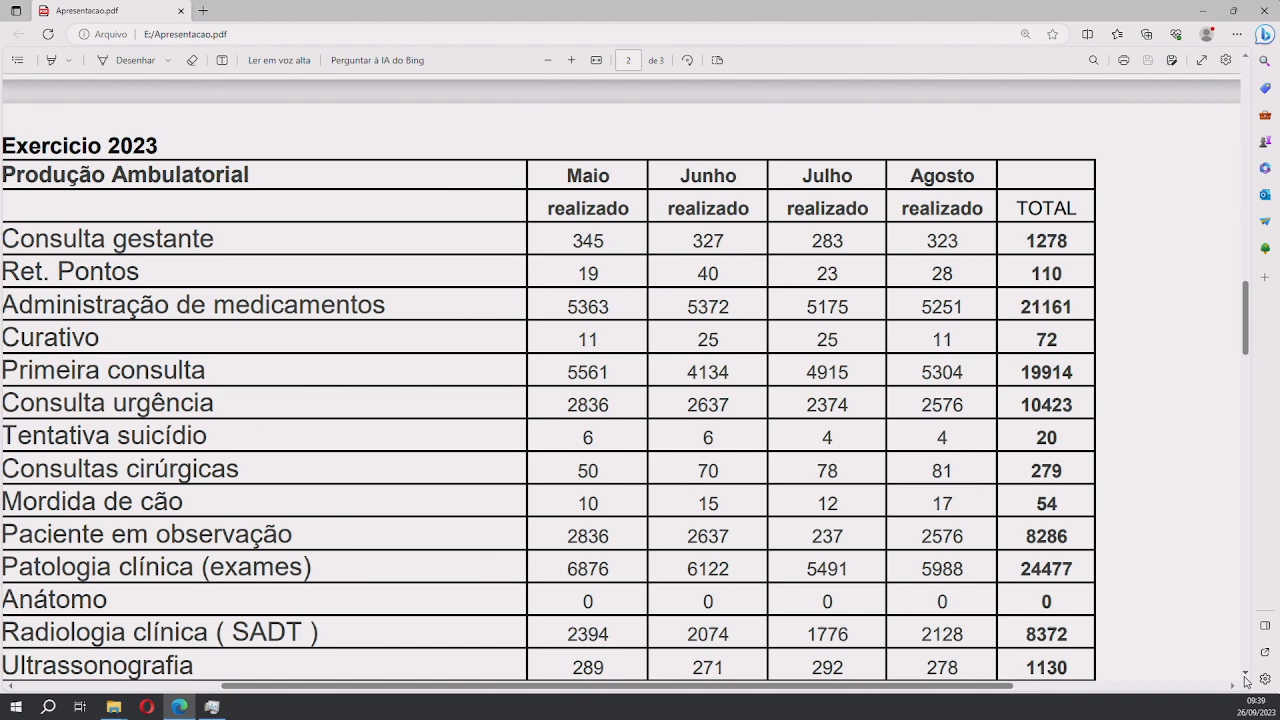 Apresentacao.pdf
Arquivo E:/Apresentacao.pdf
Desenhar Ler em voz alta Perguntar à IA do Bing 2 de 3
Exercicio 2023
Produção Ambulatorial Maio Junho Julho Agosto
realizado realizado realizado realizado TOTAL
Consulta gestante 345 327 283 323 1278
Ret. Pontos 19 40 23 28 110
Administração de medicamentos 5363 5372 5175 5251 21161
Curativo 11 25 25 11 72
Primeira consulta 5561 4134 4915 5304 19914
Consulta urgência 2836 2637 2374 2576 10423
Tentativa suicídio 6 6 4 4 20
Consultas cirúrgicas 50 70 78 81 279
Mordida de cão 10 15 12 17 54
Paciente em observação 2836 2637 237 2576 8286
Patologia clínica (exames) 6876 6122 5491 5988 24477
Anátomo 0 0 0 0 0
Radiologia clínica ( SADT ) 2394 2074 1776 2128 8372
Ultrassonografia 289 271 292 278 1130
09:39
26/09/2023